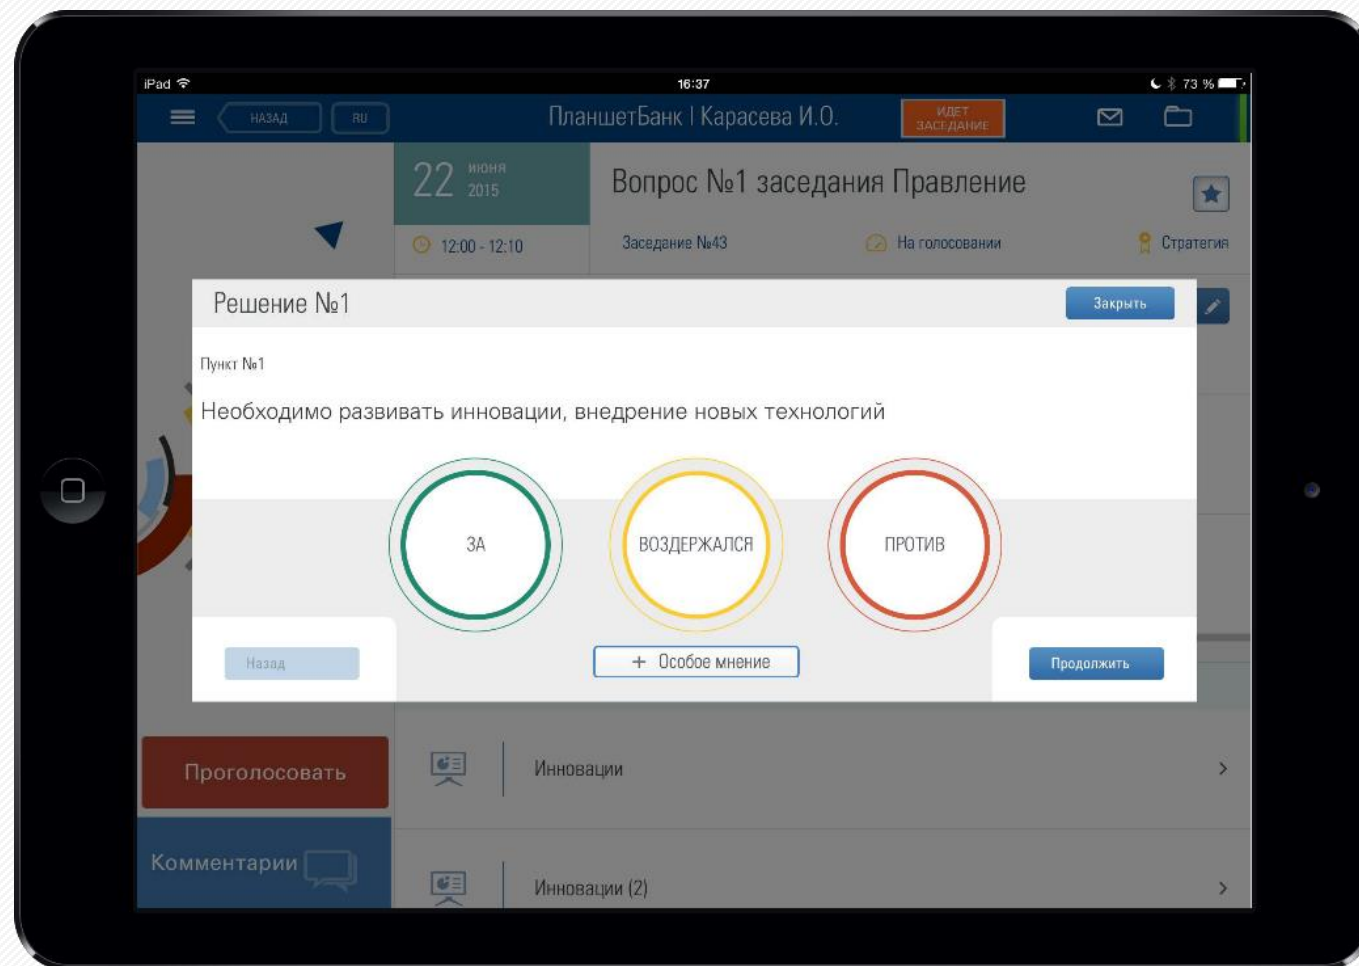 iPad 16:37 73 %
НАЗАД RU ПланшетБанк | Карасева И.О. ИДЕТ
ЗАСЕДАНИЕ
22 июня
2015
Вопрос №1 заседания Правление
12:00 - 12:10 Заседание №43 На голосовании Стратегия
Решение №1 Закрыть
Пункт №1
Необходимо развивать инновации, внедрение новых технологий
ЗА ВОЗДЕРЖАЛСЯ ПРОТИВ
Назад + Особое мнение Продолжить
Проголосовать Инновации
Комментарии
Инновации (2)